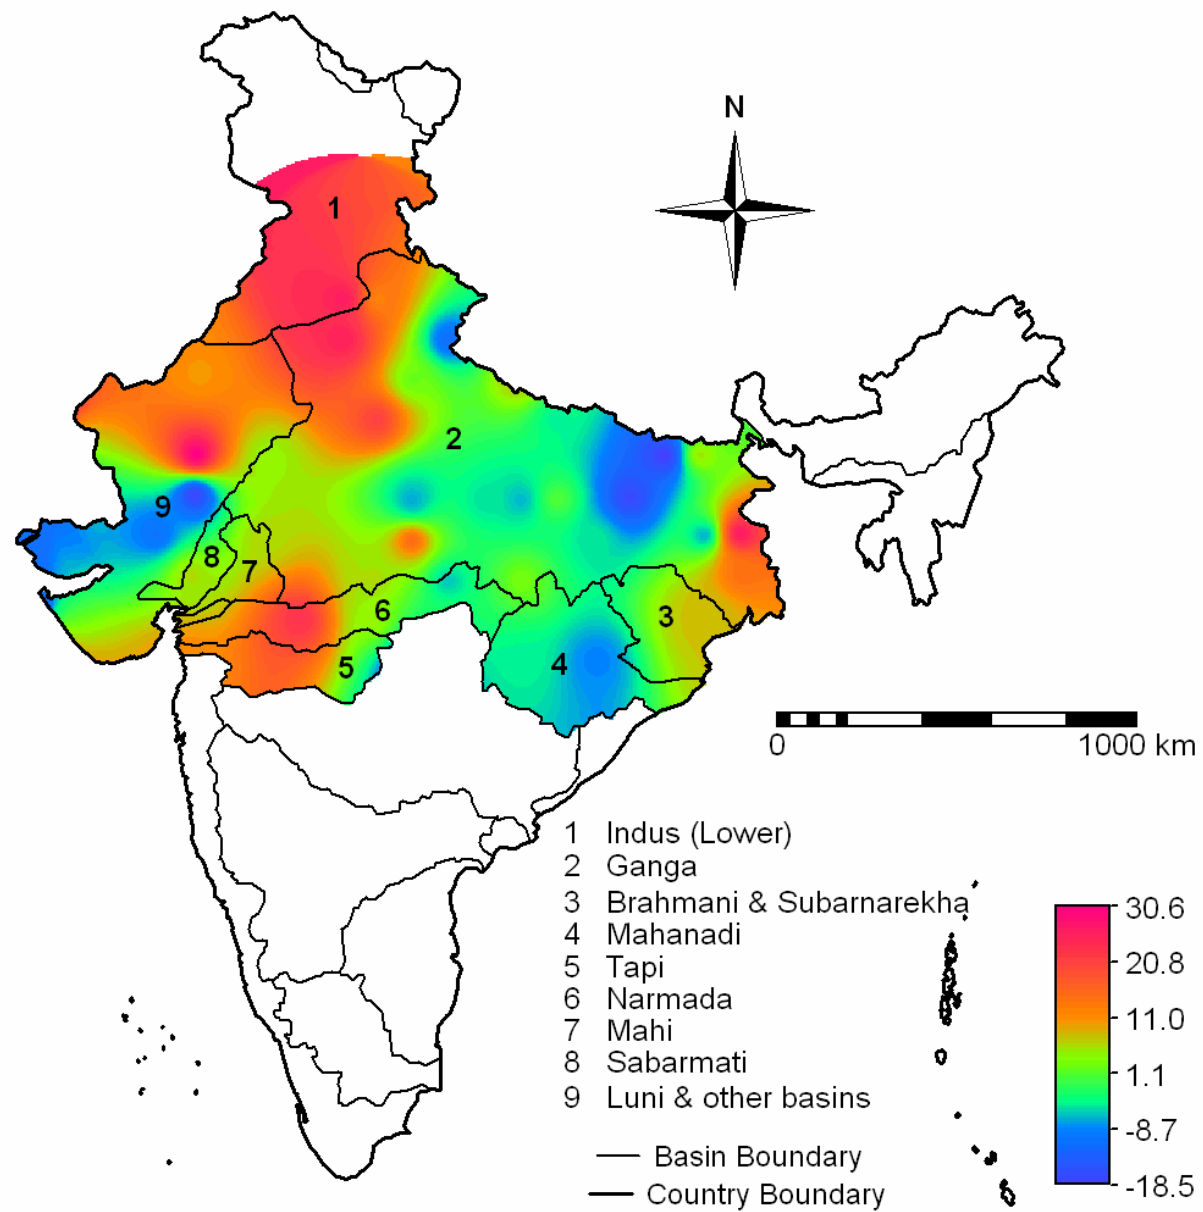 N
1
2
9
8
7
6
3
5
4
0 1000 km
1 Indus (Lower)
2 Ganga
3 Brahmani & Subarnarekha
4 Mahanadi
5 Tapi
6 Narmada
7 Mahi
8 Sabarmati
9 Luni & other basins
Basin Boundary
Country Boundary
30.6
20.8
11.0
1.1
-8.7
-18.5